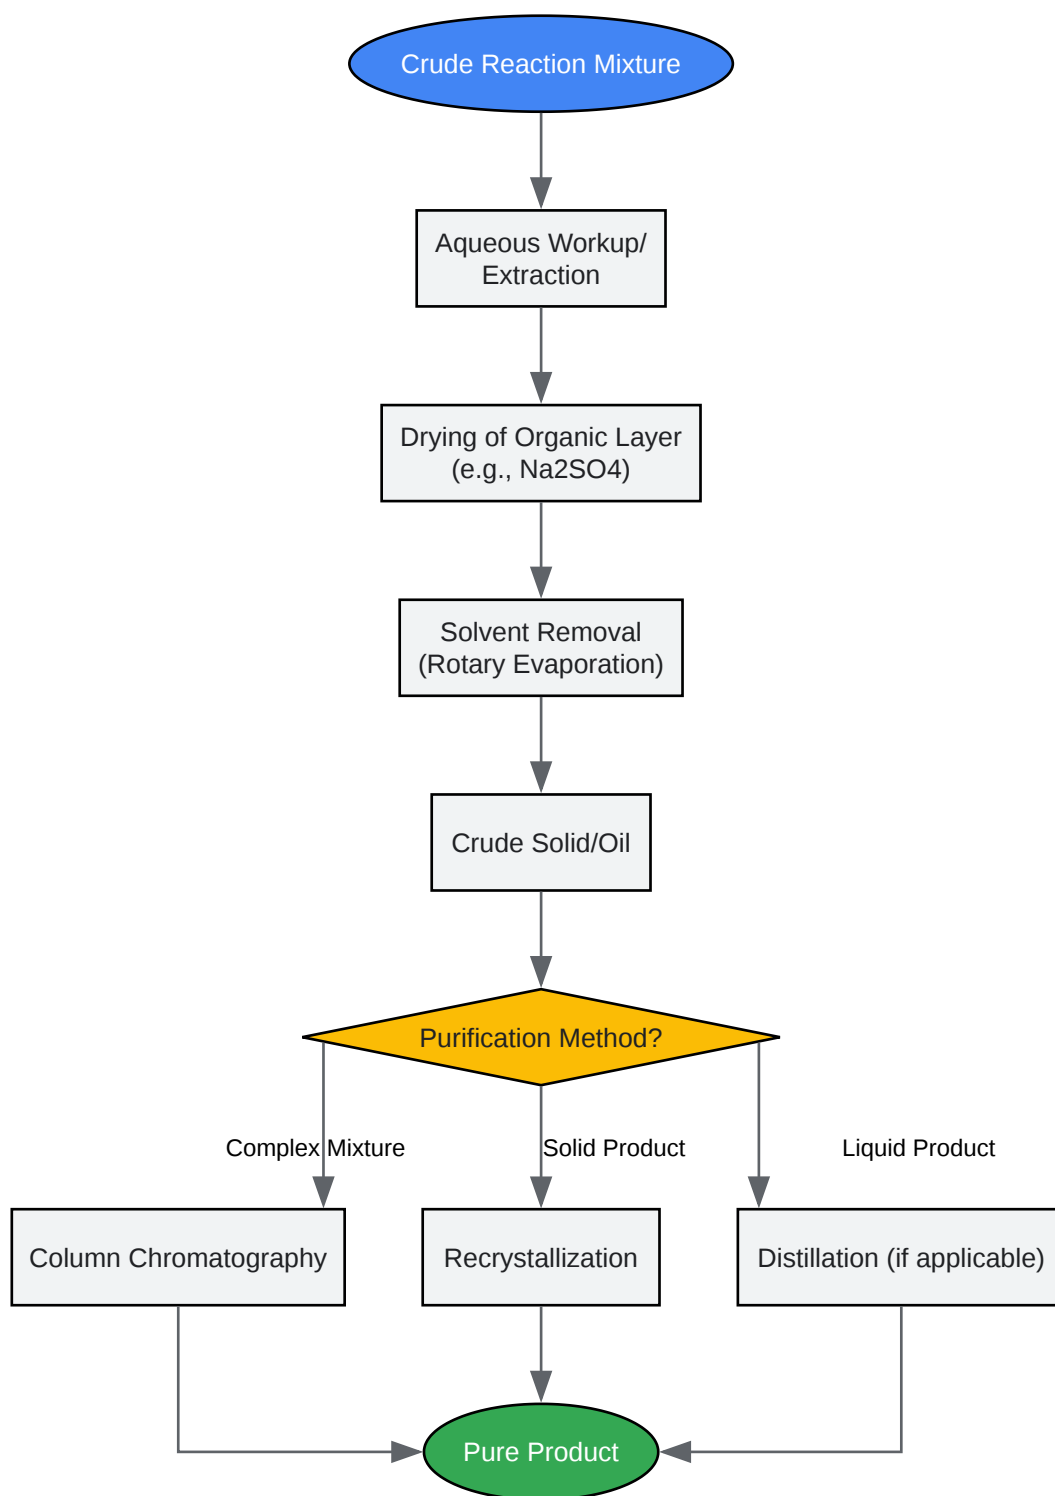 Crude Reaction Mixture
Aqueous Workup/
Extraction
Drying of Organic Layer
(e.g., Na2SO4)
Solvent Removal
(Rotary Evaporation)
Crude Solid/Oil
Purification Method?
Complex Mixture
Solid Product
Liquid Product
Column Chromatography
Recrystallization
Distillation (if applicable)
Pure Product